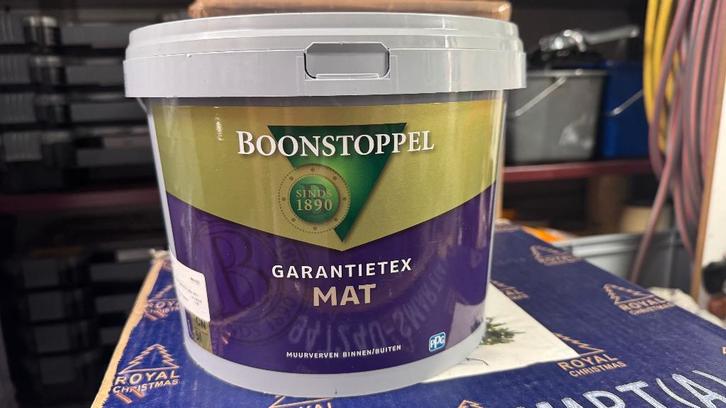 BOONSTOPPEL
SINDS
1890
GARANTIETEX
MAT
MUURVERVEN BINNEN/BUITEN
PPG
ROYAL
CHRISTMAS
ROYAL
CHRISTMAS
ROYAL
CHRISTMAS